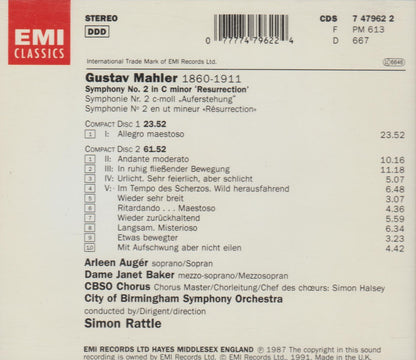 EMI
CLASSICS
STEREO
DDD
0 77774 79622 4
CDS 7 47962 2
F PM 613
D 667
International Trade Mark of EMI Records Ltd.
LC 6646
Gustav Mahler 1860-1911
Symphony No. 2 in C minor 'Resurrection'
Symphonie Nr. 2 c-moll «Auferstehung"
Symphonie Nº 2 en ut mineur «Résurrection»
COMPACT DISC 1 23.52
1 I: Allegro maestoso 23.52
COMPACT DISC 2 61.52
1 II: Andante moderato 10.16
2 III: In ruhig fließender Bewegung 11.18
3 IV: Urlicht. Sehr feierlich, aber schlicht 5.07
4 V: Im Tempo des Scherzos. Wild herausfahrend 6.48
5 Wieder sehr breit 3.07
6 Ritardando . . . Maestoso 4.36
7 Wieder zurückhaltend 5.59
8 Langsam. Misterioso 6.34
9 Etwas bewegter 3.23
10 Mit Aufschwung aber nicht eilen 4.42
Arleen Augér soprano/Sopran
Dame Janet Baker mezzo-soprano/Mezzosopran
CBSO Chorus Chorus Master/Chorleitung/Chef des chœurs: Simon Halsey
City of Birmingham Symphony Orchestra
conducted by/Dirigent/direction:
Simon Rattle
EMI RECORDS LTD HAYES MIDDLESEX ENGLAND ℗ 1987 The copyright in this sound
recording is owned by EMI Records Ltd. © EMI Records Ltd., 1991. Made in the U.K.